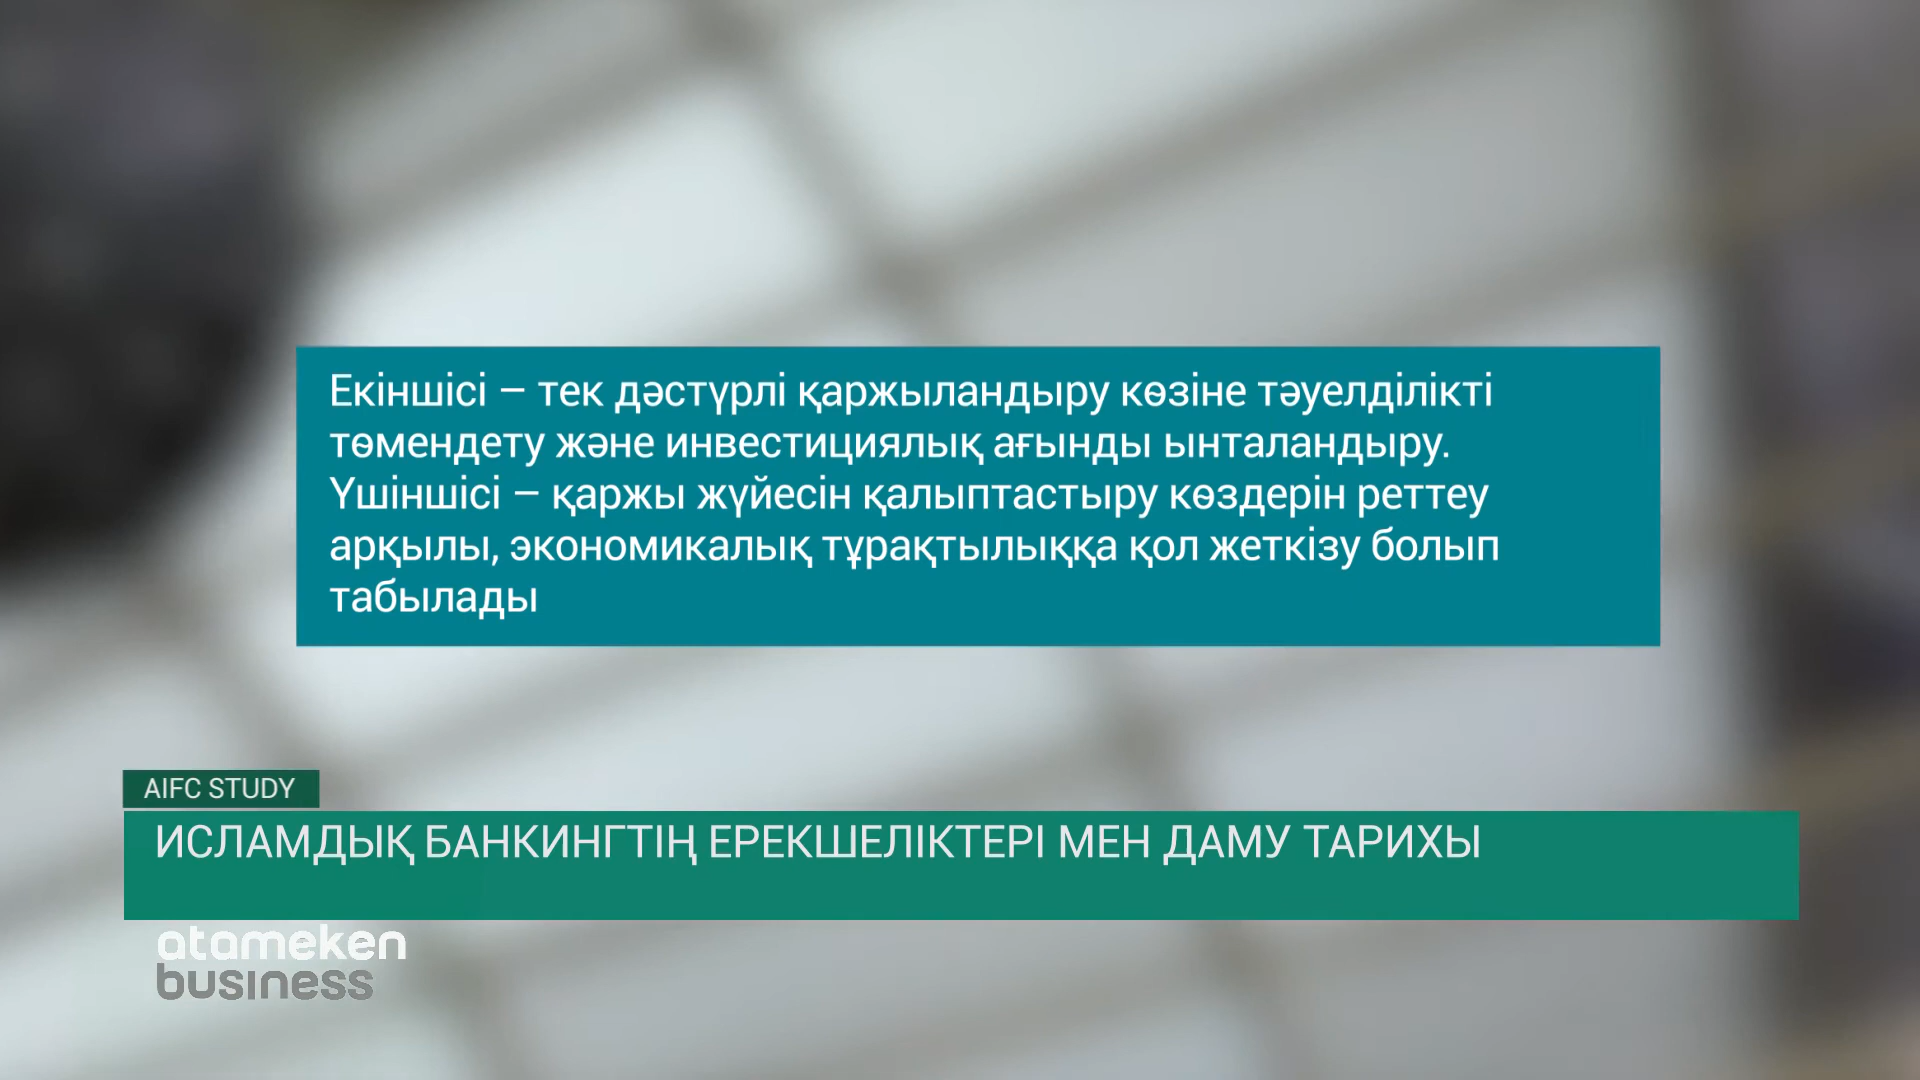 Екіншісі – тек дәстүрлі қаржыландыру көзіне тәуелділікті
төмендету және инвестициялық ағынды ынталандыру.
Үшіншісі – қаржы жүйесін қалыптастыру көздерін реттеу
арқылы, экономикалық тұрақтылыққа қол жеткізу болып
табылады
AIFC STUDY
ИСЛАМДЫҚ БАНКИНГТІҢ ЕРЕКШЕЛІКТЕРІ МЕН ДАМУ ТАРИХЫ
atameken
business